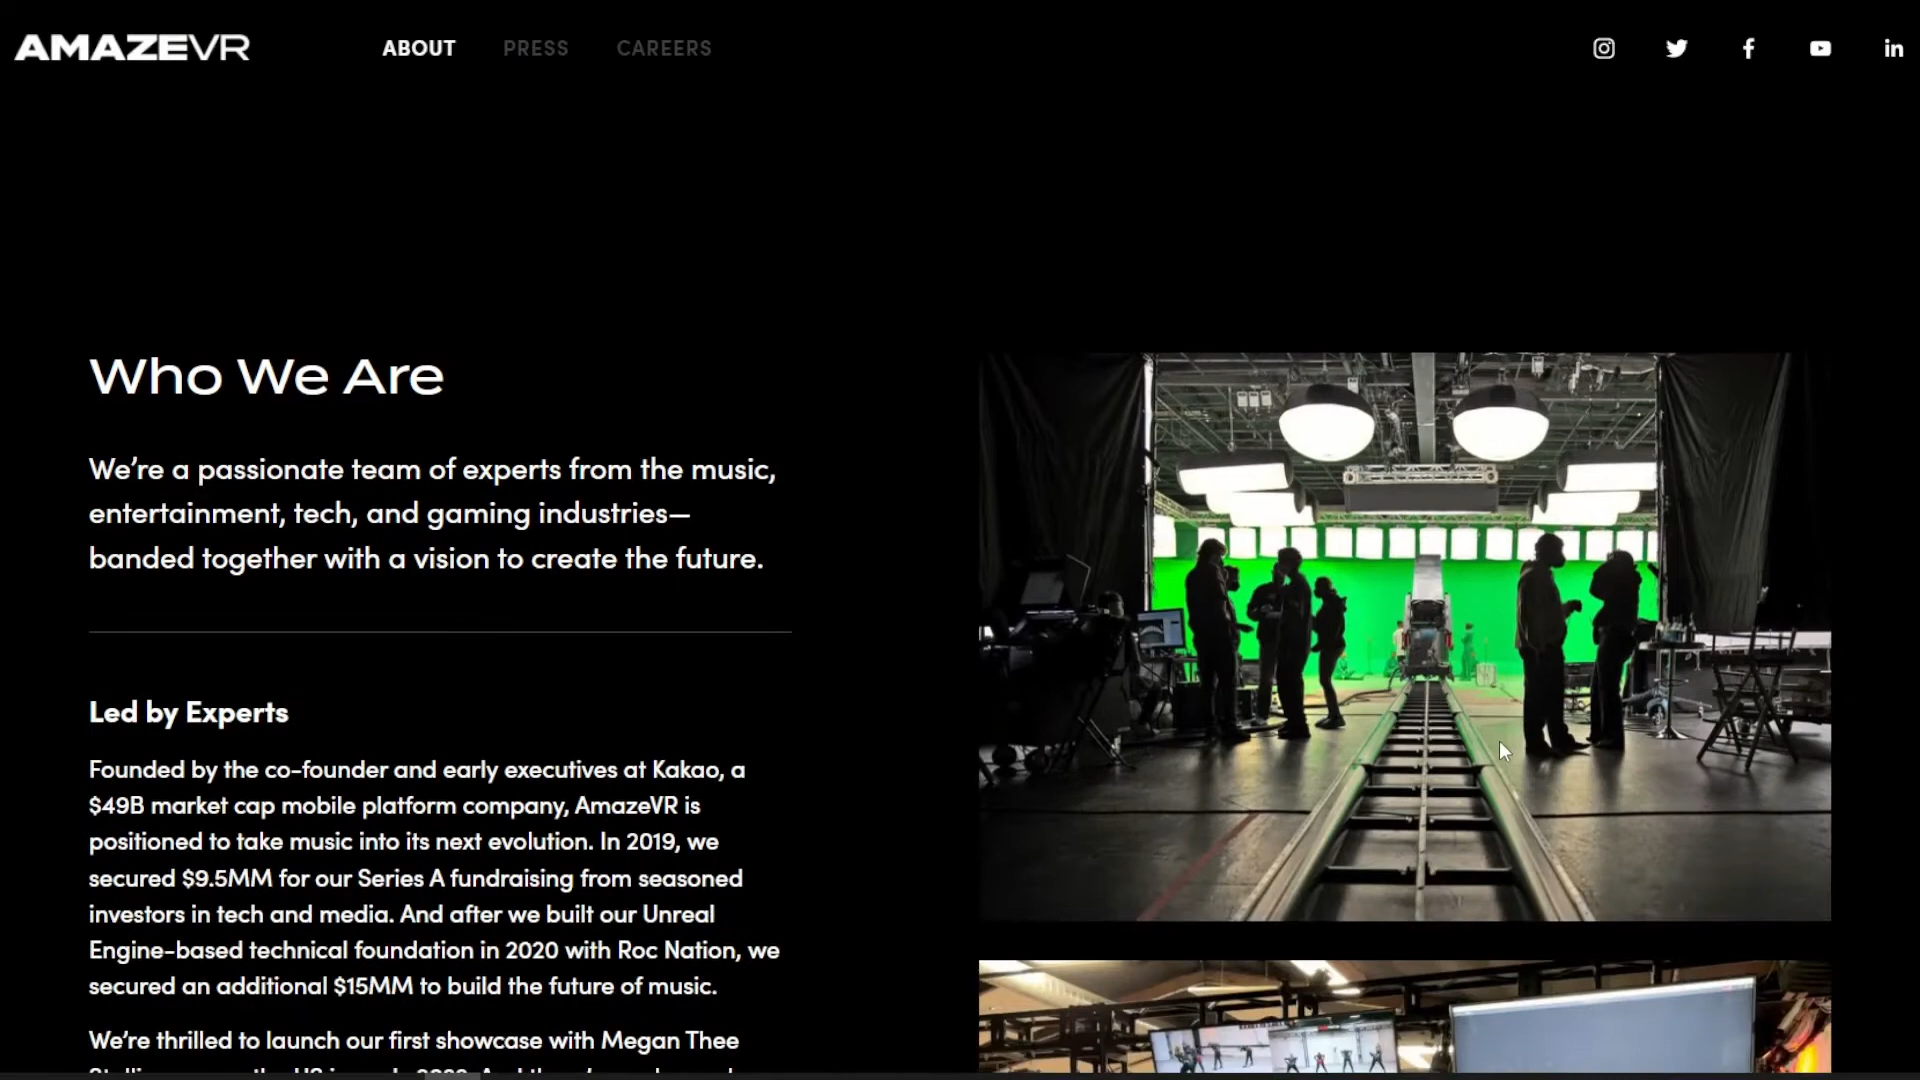 AMAZEVR
ABOUT PRESS CAREERS
Who We Are
We’re a passionate team of experts from the music,
entertainment, tech, and gaming industries—
banded together with a vision to create the future.
Led by Experts
Founded by the co-founder and early executives at Kakao, a
$49B market cap mobile platform company, AmazeVR is
positioned to take music into its next evolution. In 2019, we
secured $9.5MM for our Series A fundraising from seasoned
investors in tech and media. And after we built our Unreal
Engine-based technical foundation in 2020 with Roc Nation, we
secured an additional $15MM to build the future of music.
We’re thrilled to launch our first showcase with Megan Thee